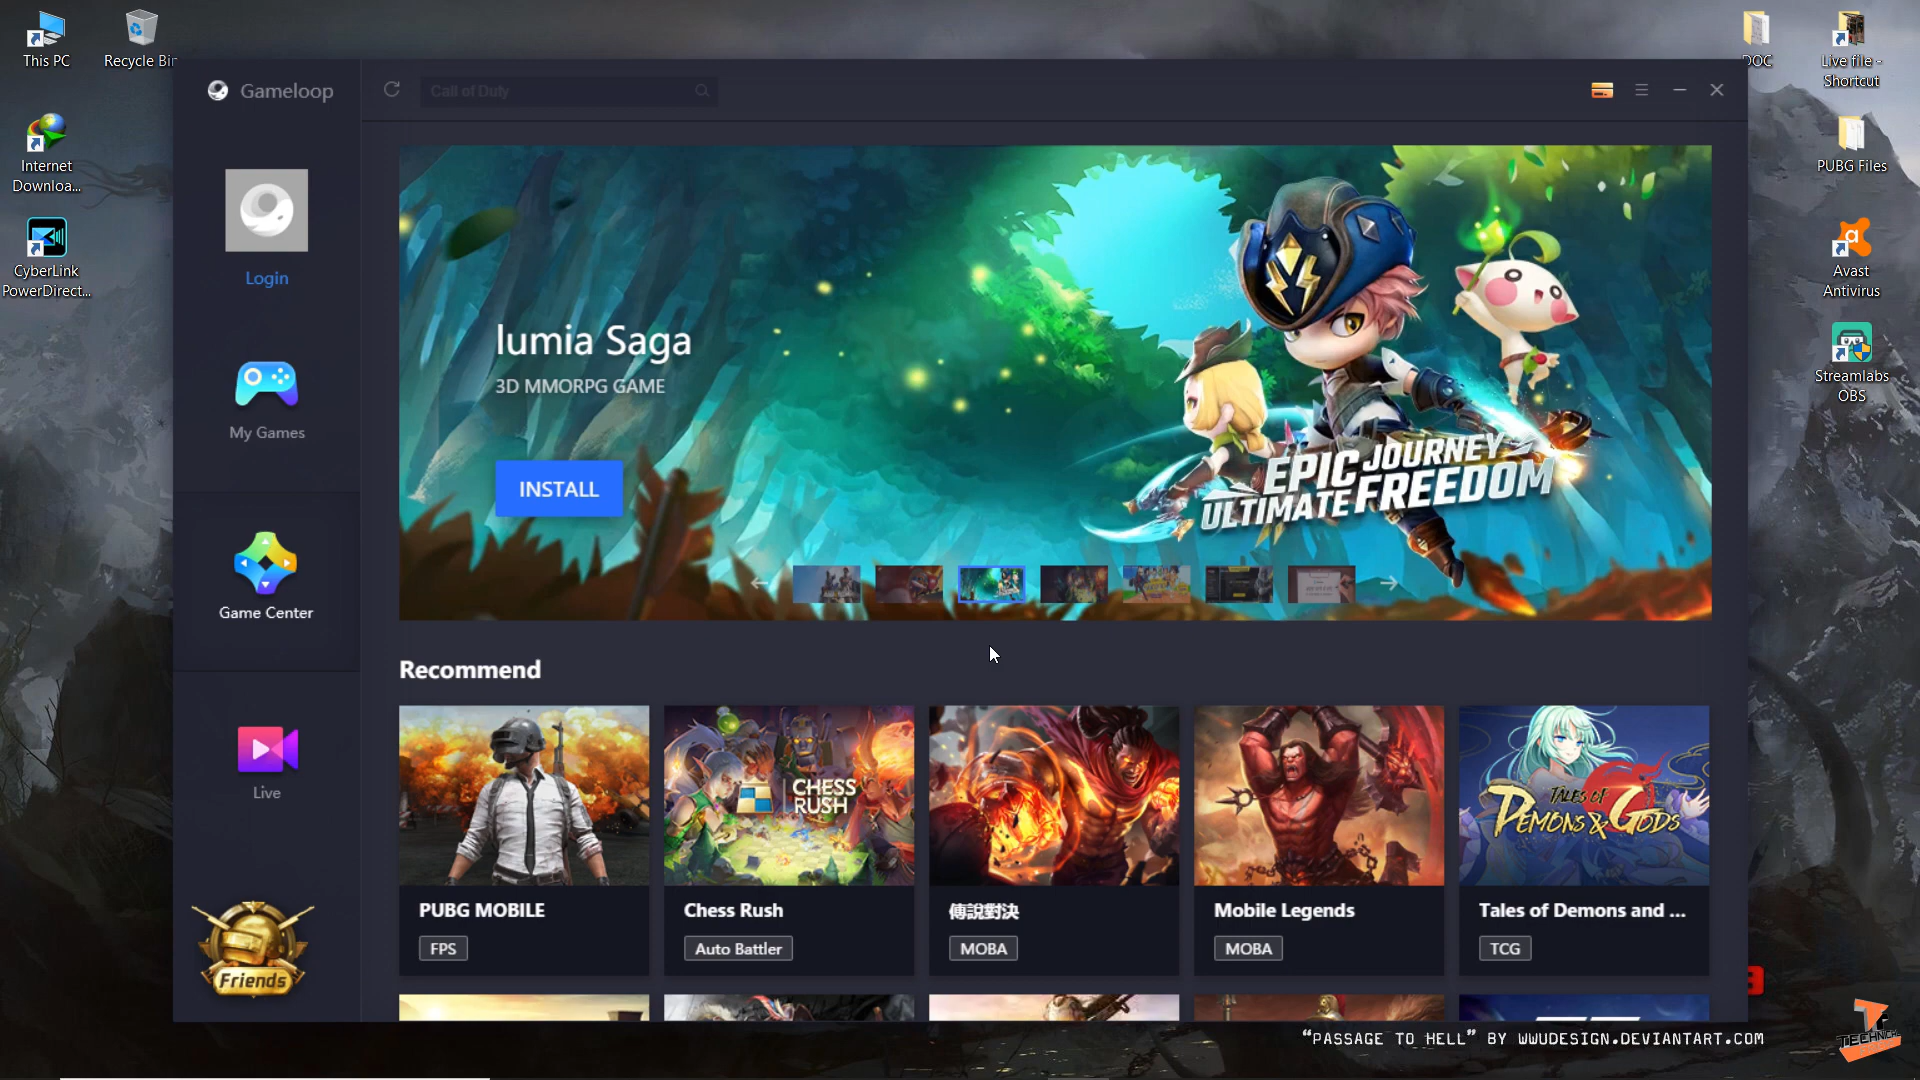 This PC
Recycle Bin
DOC
Live file -
Shortcut
Gameloop
Call of Duty
Internet
Downloa...
PUBG Files
CyberLink
PowerDirect...
Login
Avast
Antivirus
lumia Saga
3D MMORPG GAME
Streamlabs
OBS
My Games
INSTALL
EPIC JOURNEY
ULTIMATE FREEDOM
Game Center
Recommend
Live
CHESS
RUSH
TALES OF
DEMONS & GODS
PUBG MOBILE
Chess Rush
傳說對決
Mobile Legends
Tales of Demons and ...
FPS
Auto Battler
MOBA
MOBA
TCG
Friends
“PASSAGE TO HELL” BY WWUDESIGN.DEVIANTART.COM